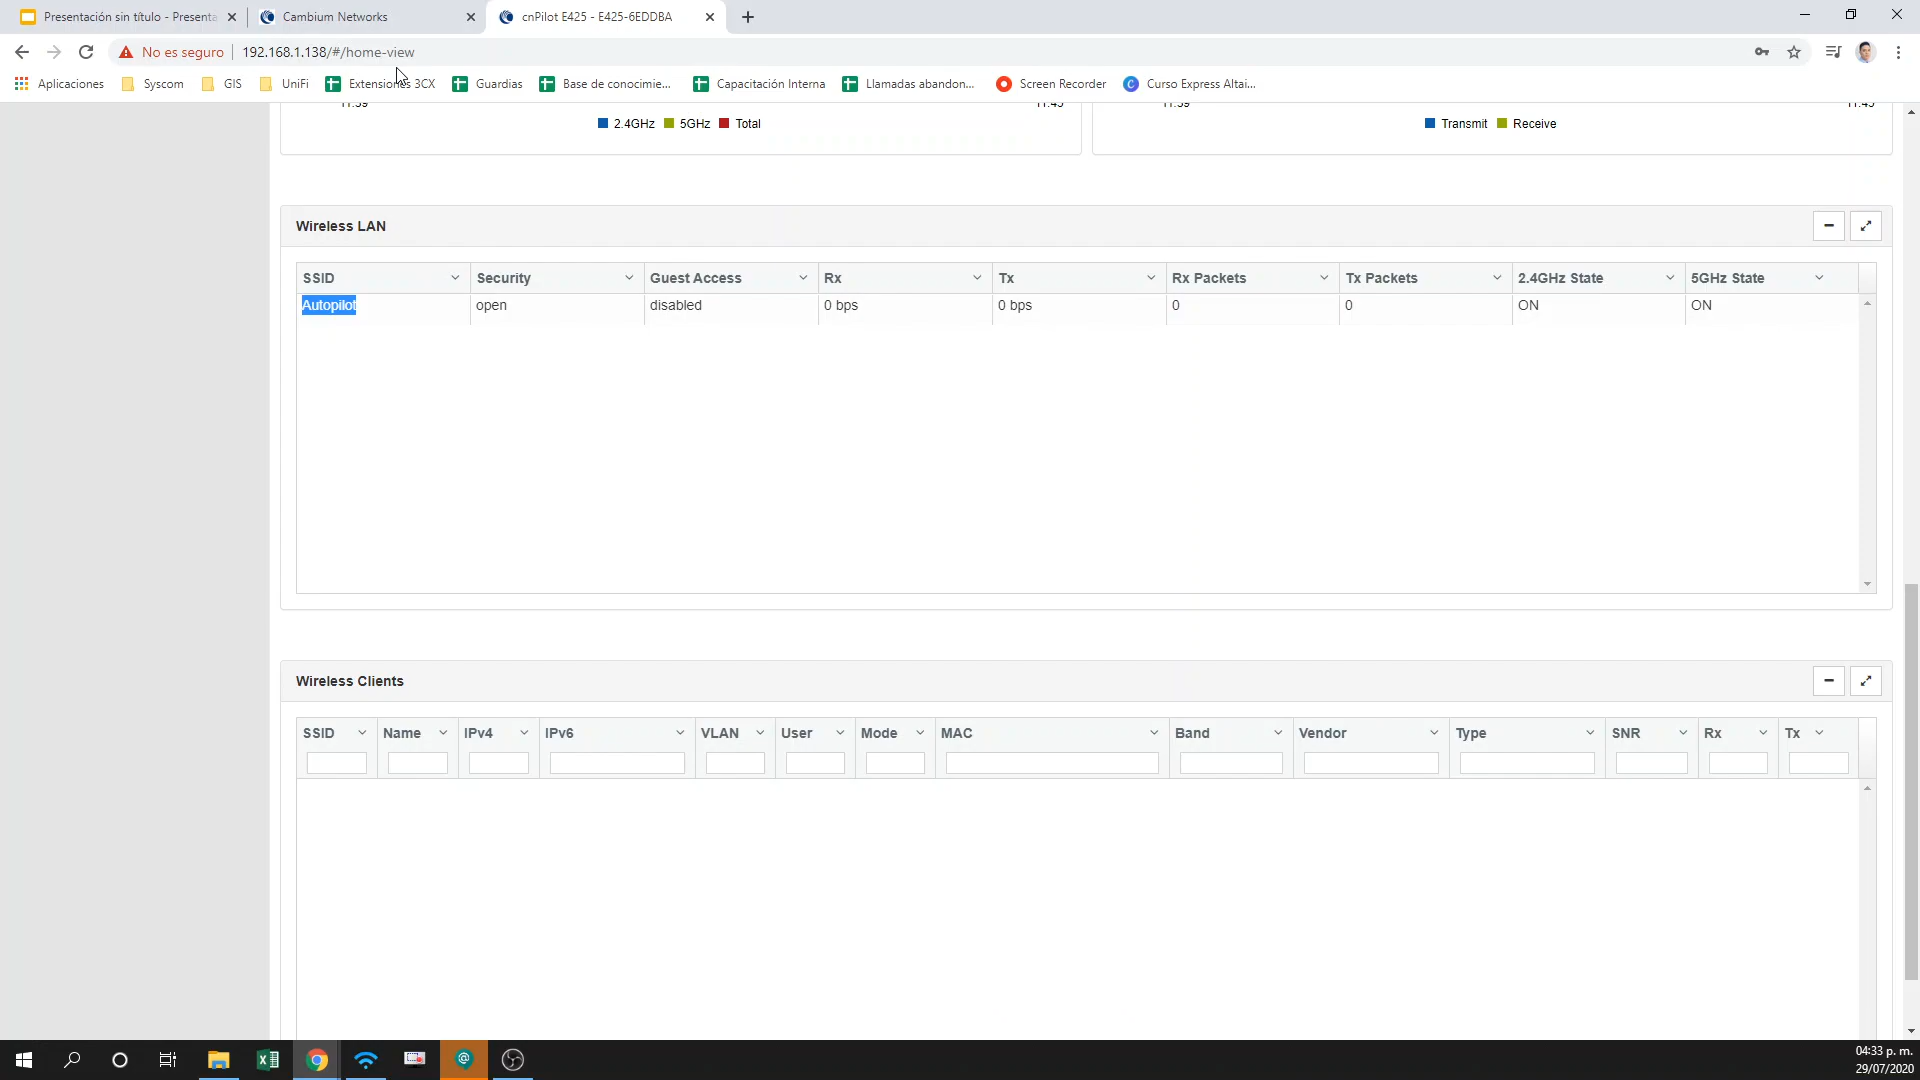 Presentación sin título - Presenta
Cambium Networks
cnPilot E425 - E425-6EDDBA
No es seguro
192.168.1.138/#/home-view
Aplicaciones
Syscom
GIS
UniFi
Extensiones 3CX
Guardias
Base de conocimie...
Capacitación Interna
Llamadas abandon...
Screen Recorder
Curso Express Altai...
11:39 11:45 11:39 11:45
2.4GHz 5GHz Total
Transmit Receive
Wireless LAN
SSID Security Guest Access Rx Tx Rx Packets Tx Packets 2.4GHz State 5GHz State
Autopilot open disabled 0 bps 0 bps 0 0 ON ON
Wireless Clients
SSID Name IPv4 IPv6 VLAN User Mode MAC Band Vendor Type SNR Rx Tx
04:33 p. m.
29/07/2020